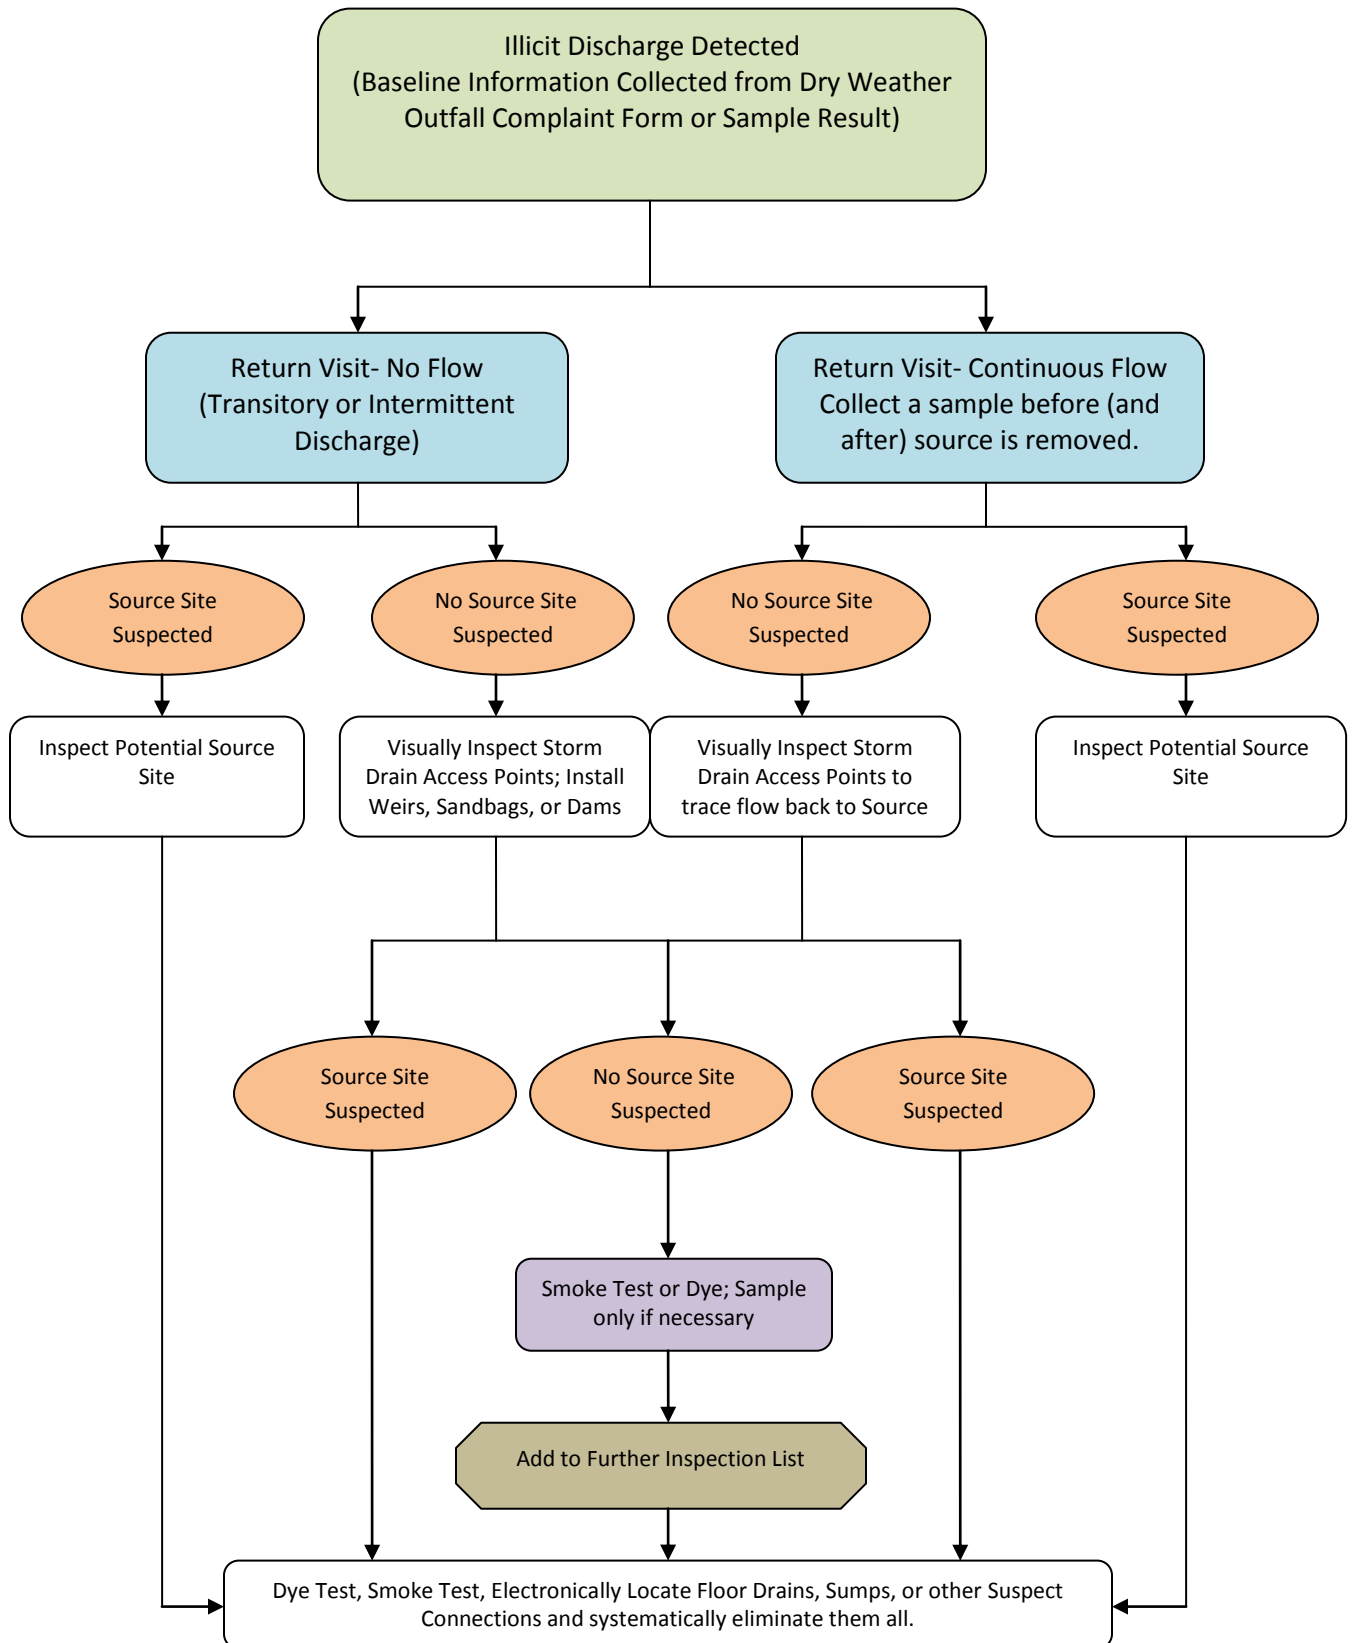 Illicit Discharge Detected
(Baseline Information Collected from Dry Weather
Outfall Complaint Form or Sample Result)
Return Visit- No Flow
(Transitory or Intermittent
Discharge)
Return Visit- Continuous Flow
Collect a sample before (and
after) source is removed.
Source Site
Suspected
No Source Site
Suspected
No Source Site
Suspected
Source Site
Suspected
Inspect Potential Source
Site
Visually Inspect Storm
Drain Access Points; Install
Weirs, Sandbags, or Dams
Visually Inspect Storm
Drain Access Points to
trace flow back to Source
Inspect Potential Source
Site
Source Site
Suspected
No Source Site
Suspected
Source Site
Suspected
Smoke Test or Dye; Sample
only if necessary
Add to Further Inspection List
Dye Test, Smoke Test, Electronically Locate Floor Drains, Sumps, or other Suspect
Connections and systematically eliminate them all.